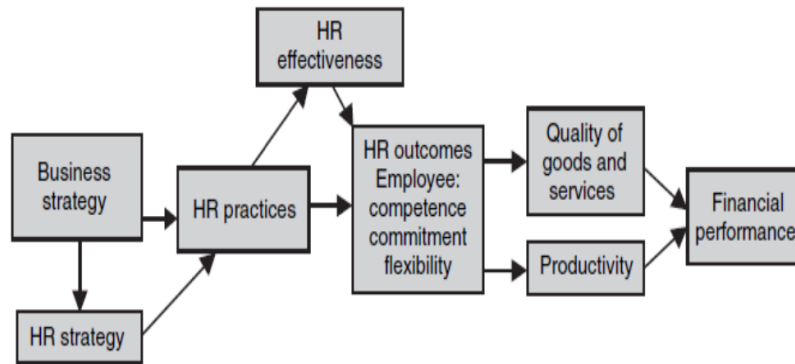 HR
effectiveness
Business
strategy
HR practices
HR strategy
HR outcomes
Employee:
competence
commitment
flexibility
Quality of
goods and
services
Productivity
Financial
performance